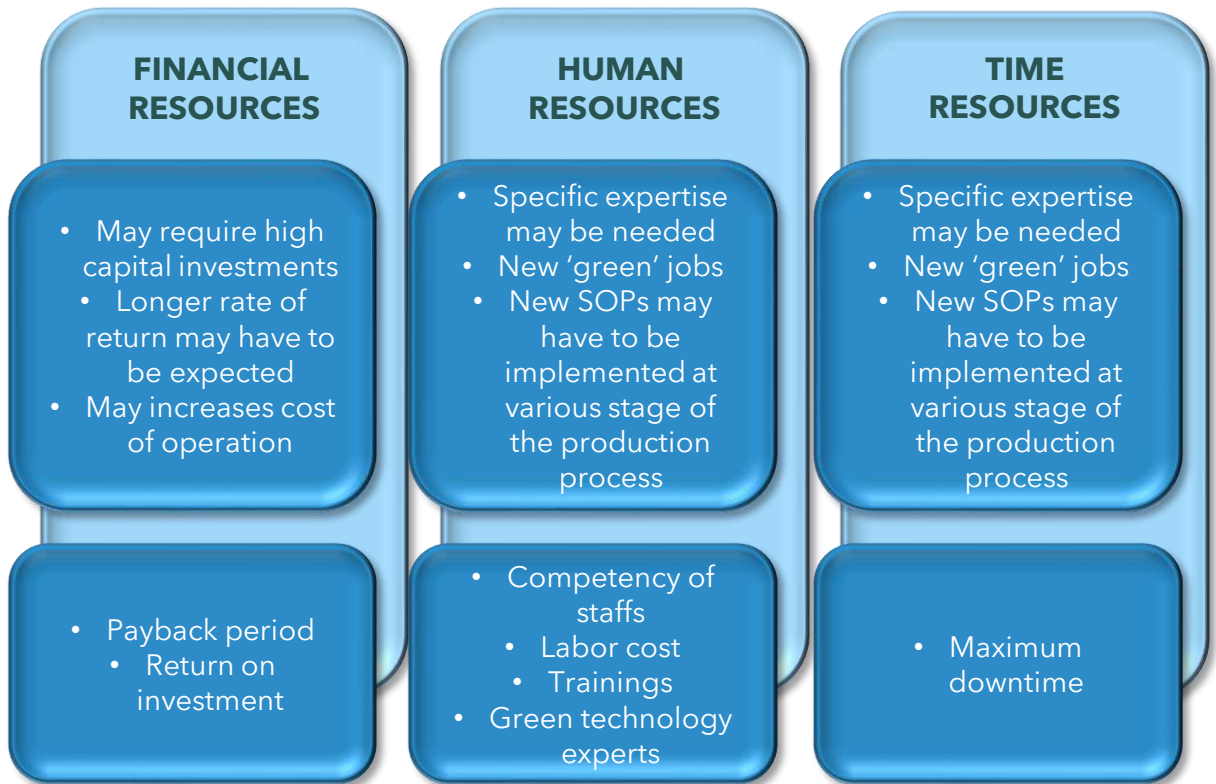 FINANCIAL
RESOURCES
• May require high
capital investments
• Longer rate of
return may have to
be expected
• May increases cost
of operation
• Payback period
• Return on
investment
HUMAN
RESOURCES
• Specific expertise
may be needed
• New ‘green’ jobs
• New SOPs may
have to be
implemented at
various stage of
the production
process
• Competency of
staffs
• Labor cost
• Trainings
• Green technology
experts
TIME
RESOURCES
• Specific expertise
may be needed
• New ‘green’ jobs
• New SOPs may
have to be
implemented at
various stage of
the production
process
• Maximum
downtime